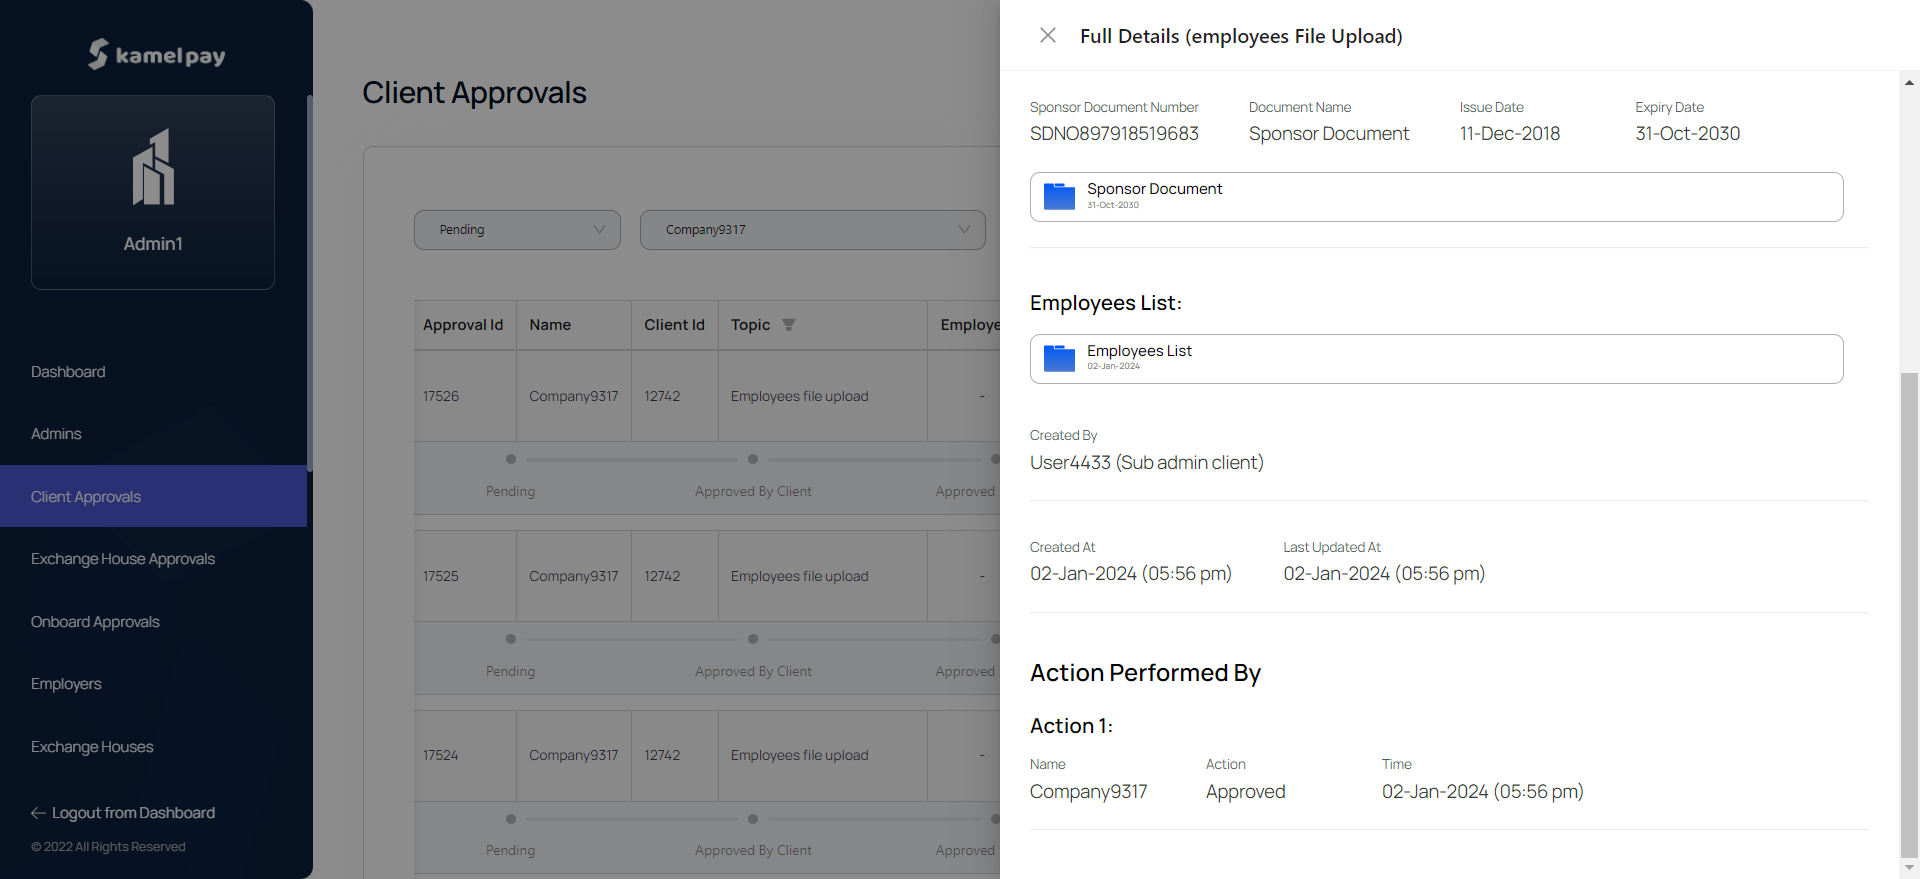 kamelpay
Admin1
Dashboard
Admins
Client Approvals
Exchange House Approvals
Onboard Approvals
Employers
Exchange Houses
Logout from Dashboard
© 2022 All Rights Reserved
Client Approvals
Pending
Company9317
Approval Id Name Client Id Topic Employe
17526 Company9317 12742 Employees file upload -
Pending Approved By Client Approved
17525 Company9317 12742 Employees file upload -
Pending Approved By Client Approved
17524 Company9317 12742 Employees file upload -
Pending Approved By Client Approved
Full Details (employees File Upload)
Sponsor Document Number Document Name Issue Date Expiry Date
SDNO897918519683 Sponsor Document 11-Dec-2018 31-Oct-2030
Sponsor Document
31-Oct-2030
Employees List:
Employees List
02-Jan-2024
Created By
User4433 (Sub admin client)
Created At Last Updated At
02-Jan-2024 (05:56 pm) 02-Jan-2024 (05:56 pm)
Action Performed By
Action 1:
Name Action Time
Company9317 Approved 02-Jan-2024 (05:56 pm)